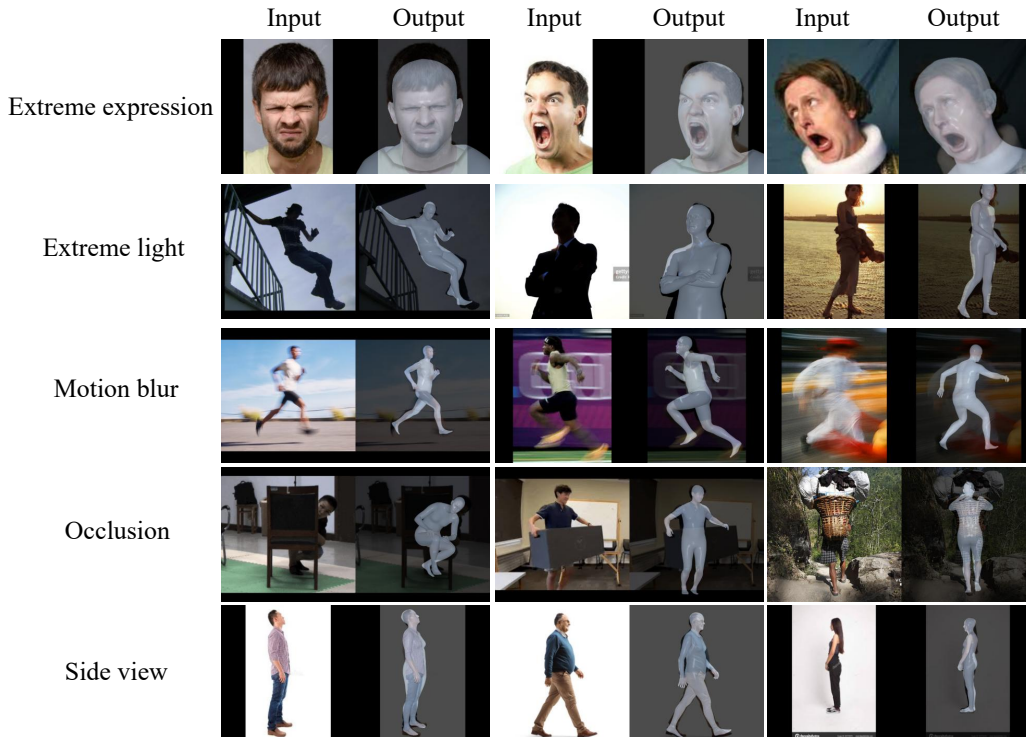 Input Output Input Output Input Output
Extreme expression
Extreme light
Motion blur
Occlusion
Side view